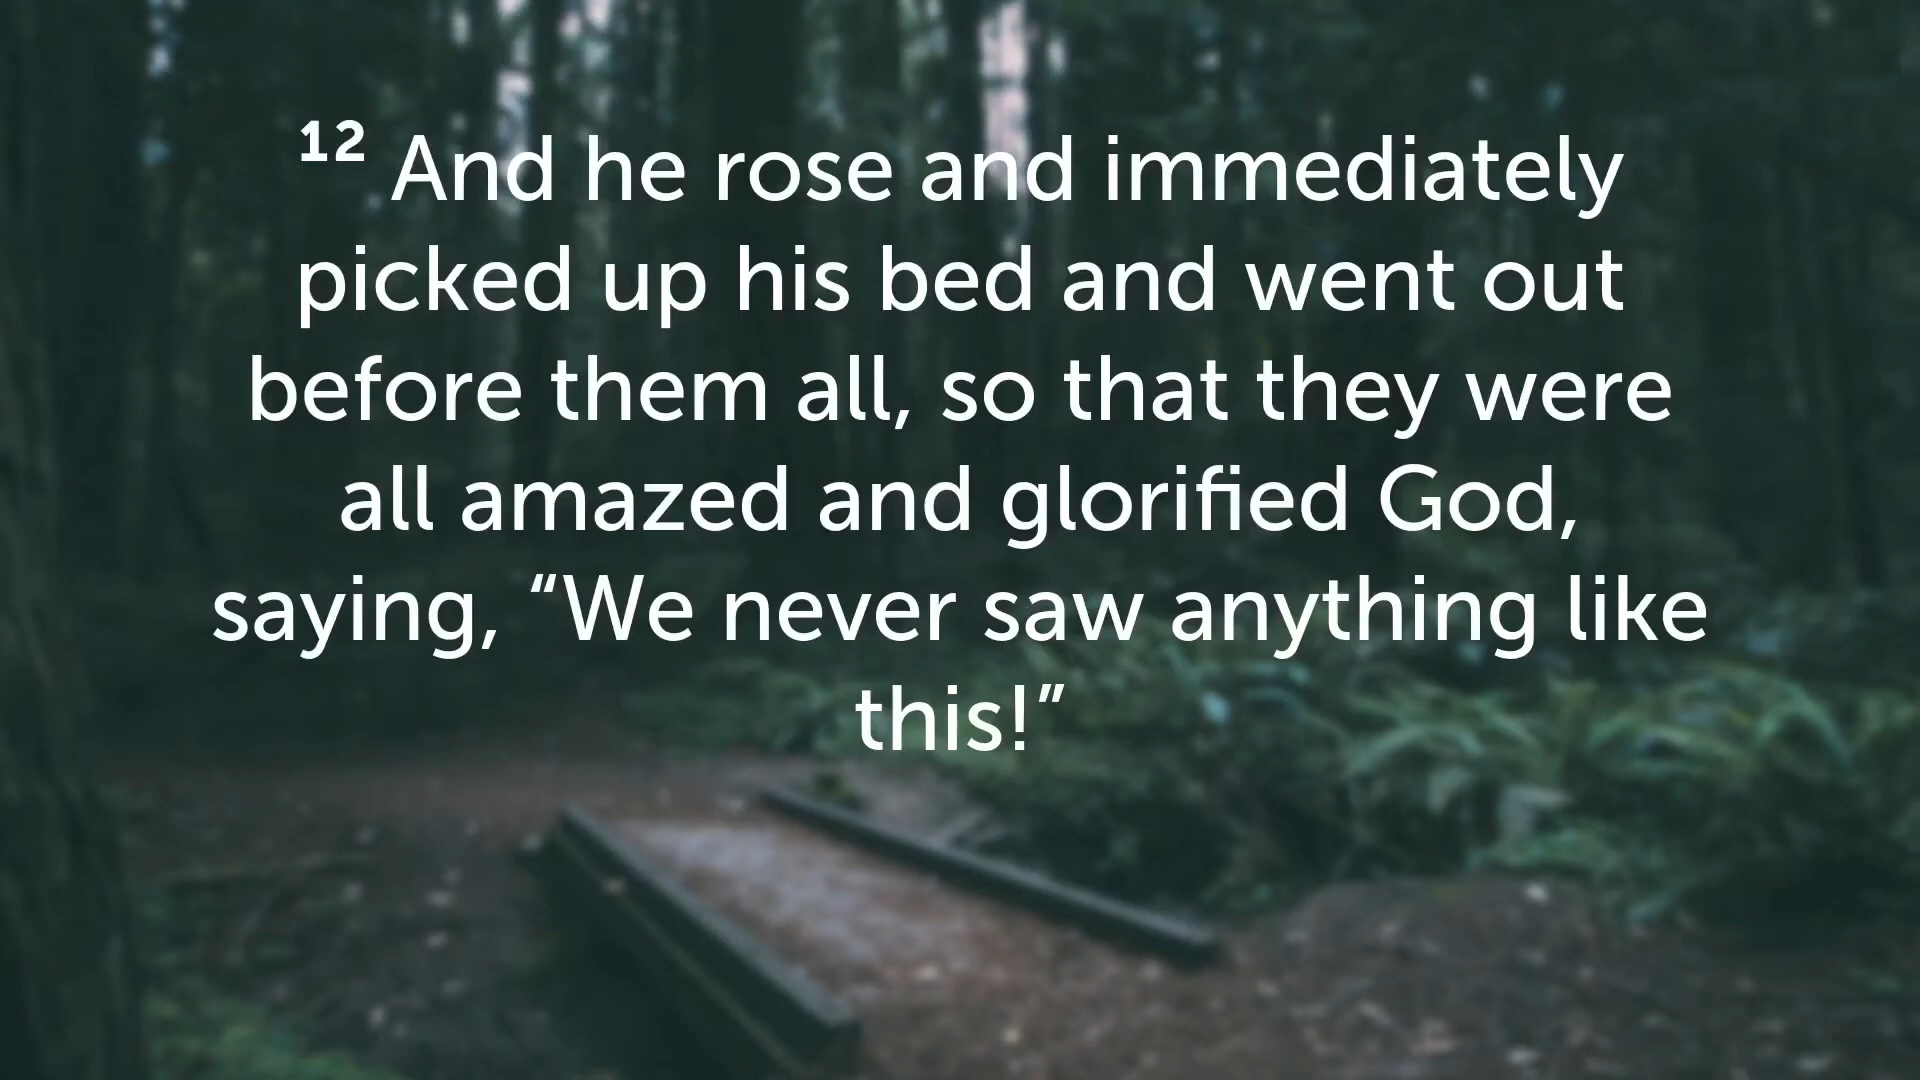 12 And he rose and immediately
picked up his bed and went out
before them all, so that they were
all amazed and glorified God,
saying, “We never saw anything like
this!”